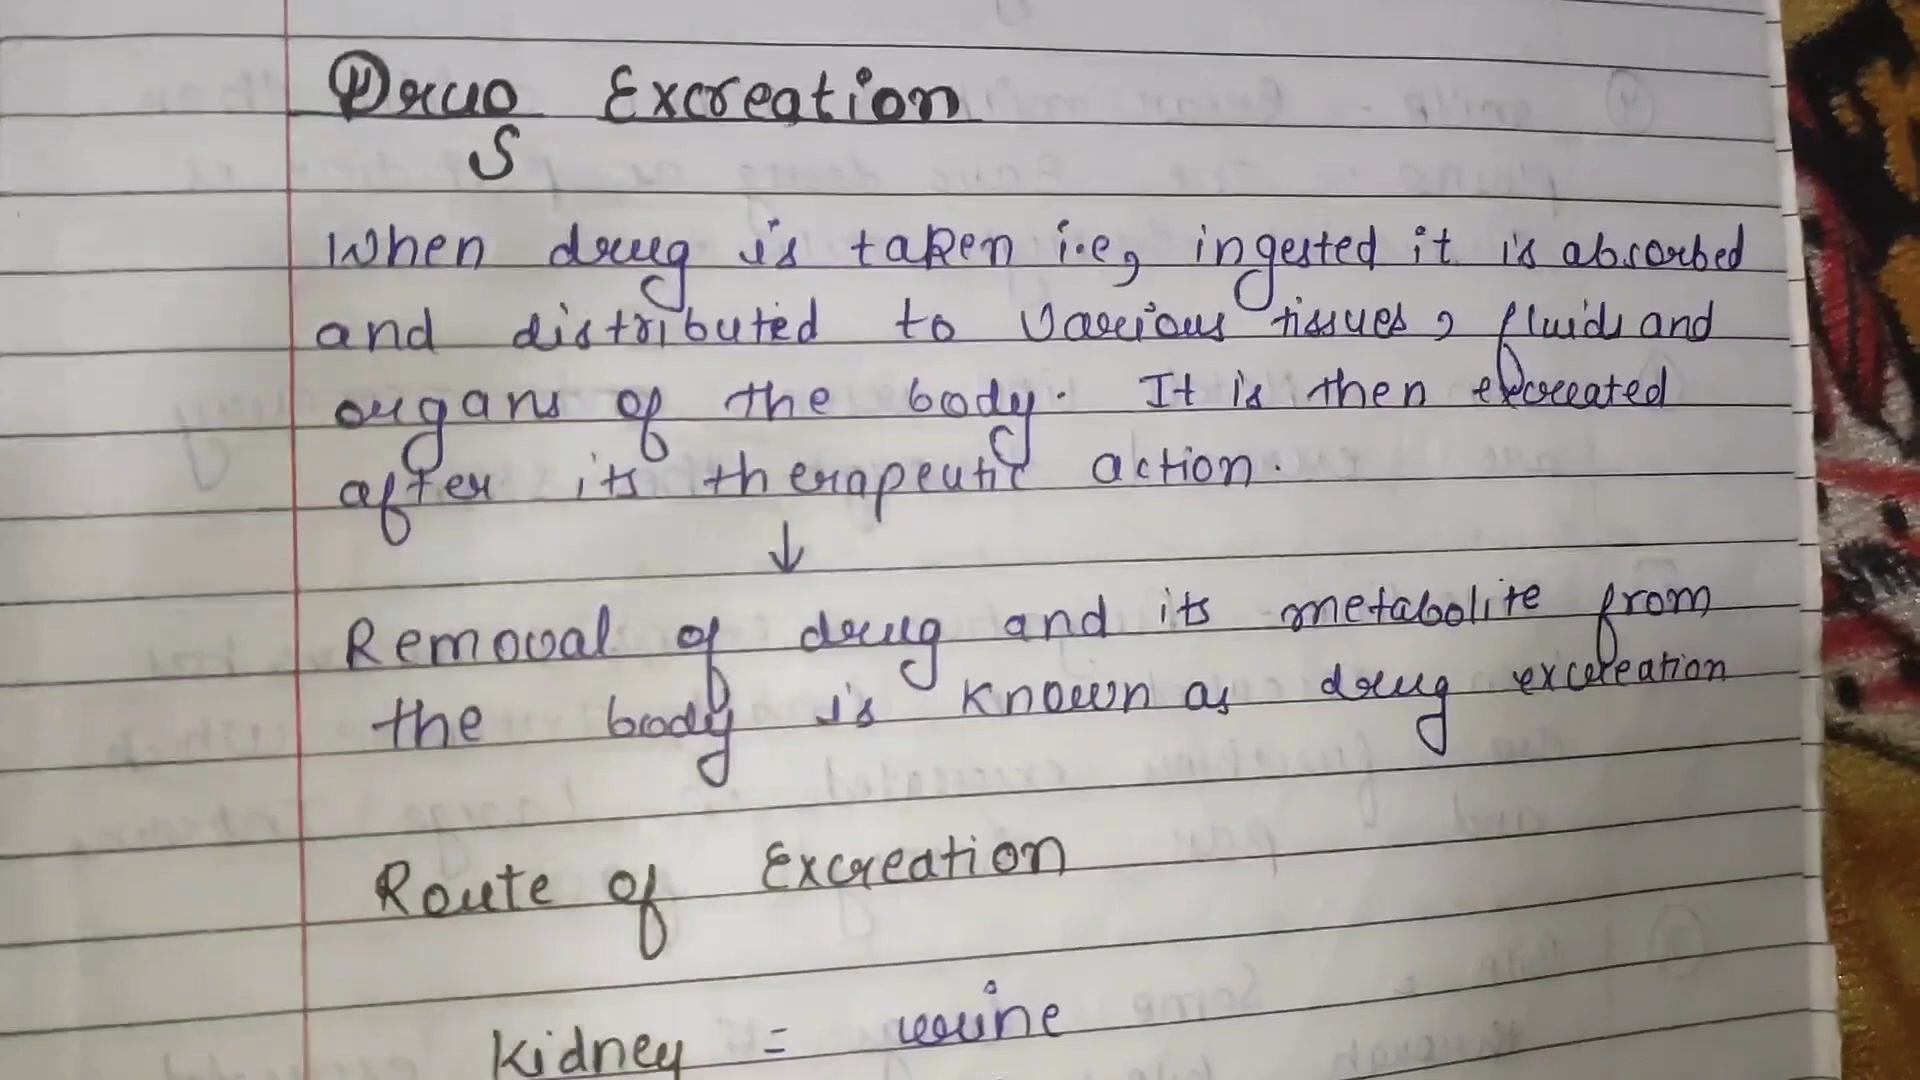 ④ Drug Excreation
When drug is taken i.e, ingested it is absorbed
and distributed to various tissues, fluids and
organs of the body. It is then excreated
after its therapeutic action.
↓
Removal of drug and its metabolite from
the body is known as drug excreation
Route of Excreation
Kidney = urine